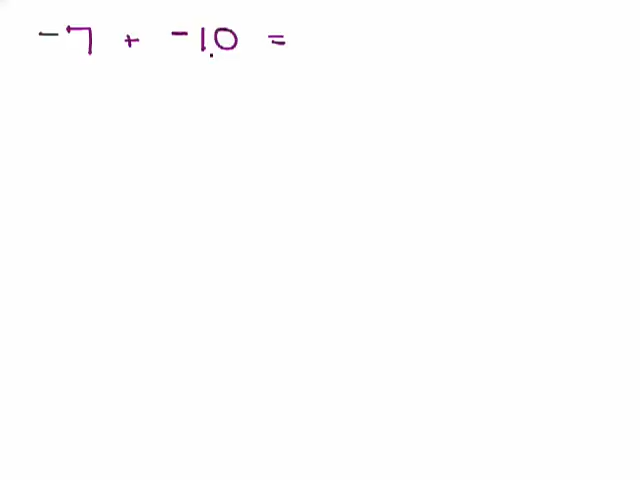 -7 + -10 =